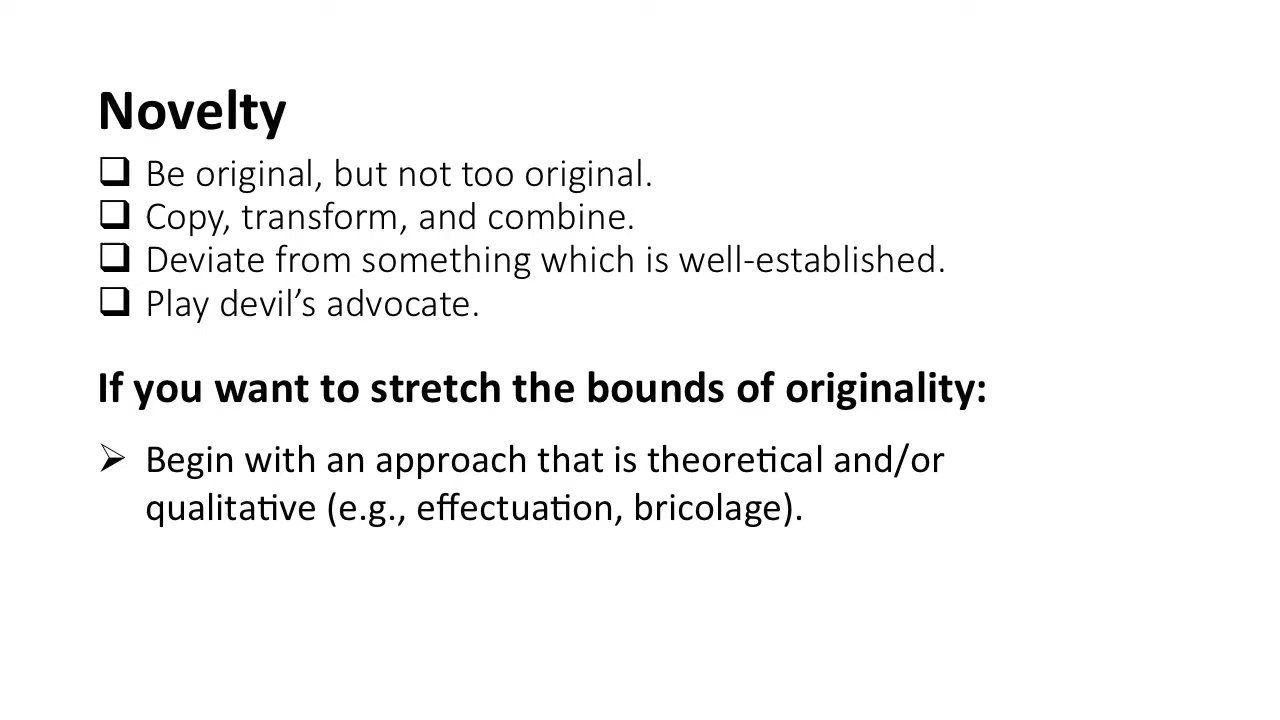 Novelty
❑ Be original, but not too original.
❑ Copy, transform, and combine.
❑ Deviate from something which is well-established.
❑ Play devil’s advocate.
If you want to stretch the bounds of originality:
➢ Begin with an approach that is theoretical and/or
qualitative (e.g., effectuation, bricolage).